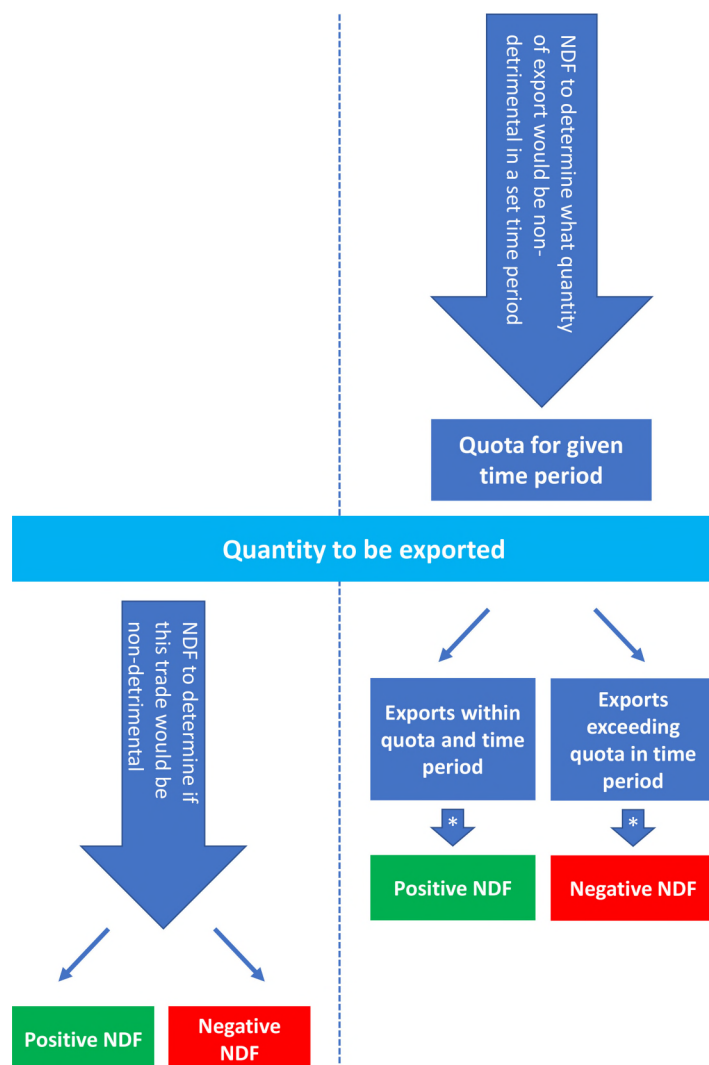 NDF to determine what quantity
of export would be non-
detrimental in a set time period
Quota for given
time period
Quantity to be exported
NDF to determine if
this trade would be
non-detrimental
Exports within
quota and time
period
Exports
exceeding
quota in time
period
*
*
Positive NDF
Negative NDF
Positive NDF
Negative
NDF